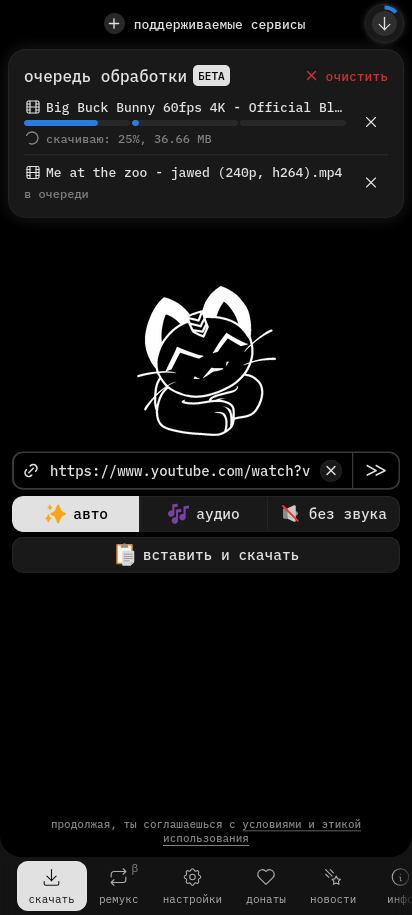 поддерживаемые сервисы
очередь обработки БЕТА
очистить
Big Buck Bunny 60fps 4K - Official Bl…
скачиваю: 25%, 36.66 MB
Me at the zoo - jawed (240p, h264).mp4
в очереди
https://www.youtube.com/watch?v
авто
аудио
без звука
вставить и скачать
продолжая, ты соглашаешься с условиями и этикой
использования
β
скачать
ремукс
настройки
донаты
новости
инфо